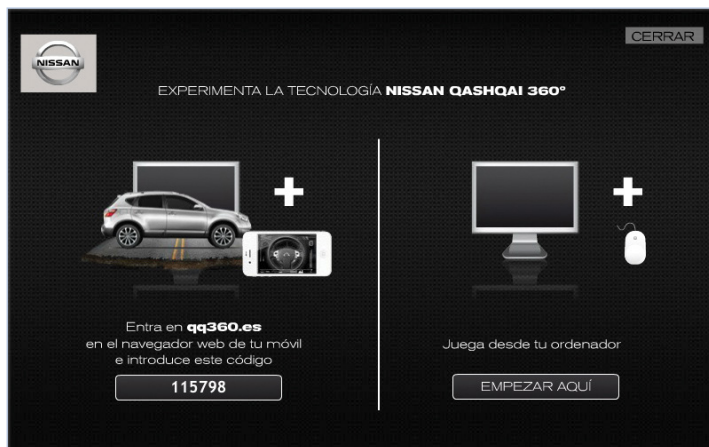 CERRAR
NISSAN
EXPERIMENTA LA TECNOLOGÍA NISSAN QASHQAI 360°
Entra en qq360.es
en el navegador web de tu móvil
e introduce este código
115798
Juega desde tu ordenador
EMPEZAR AQUÍ